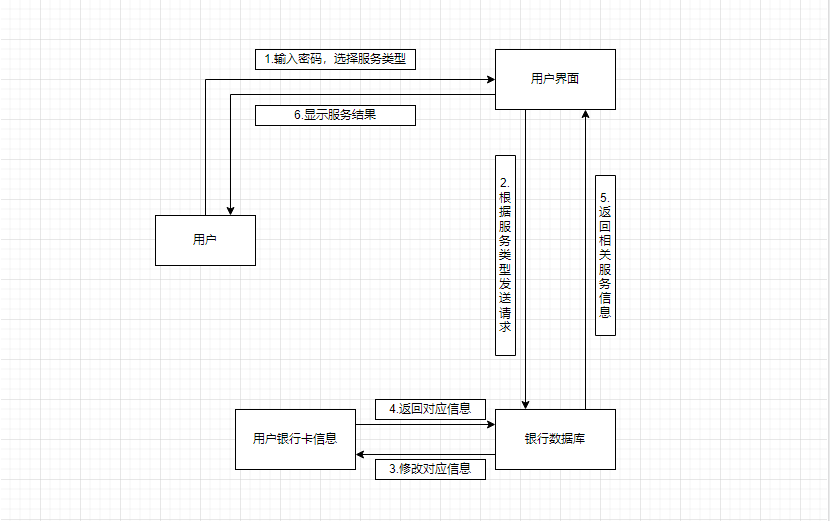 1.输入密码，选择服务类型
用户界面
6.显示服务结果
2.根据服务类型发送请求
5.返回相关服务信息
用户
4.返回对应信息
用户银行卡信息
银行数据库
3.修改对应信息